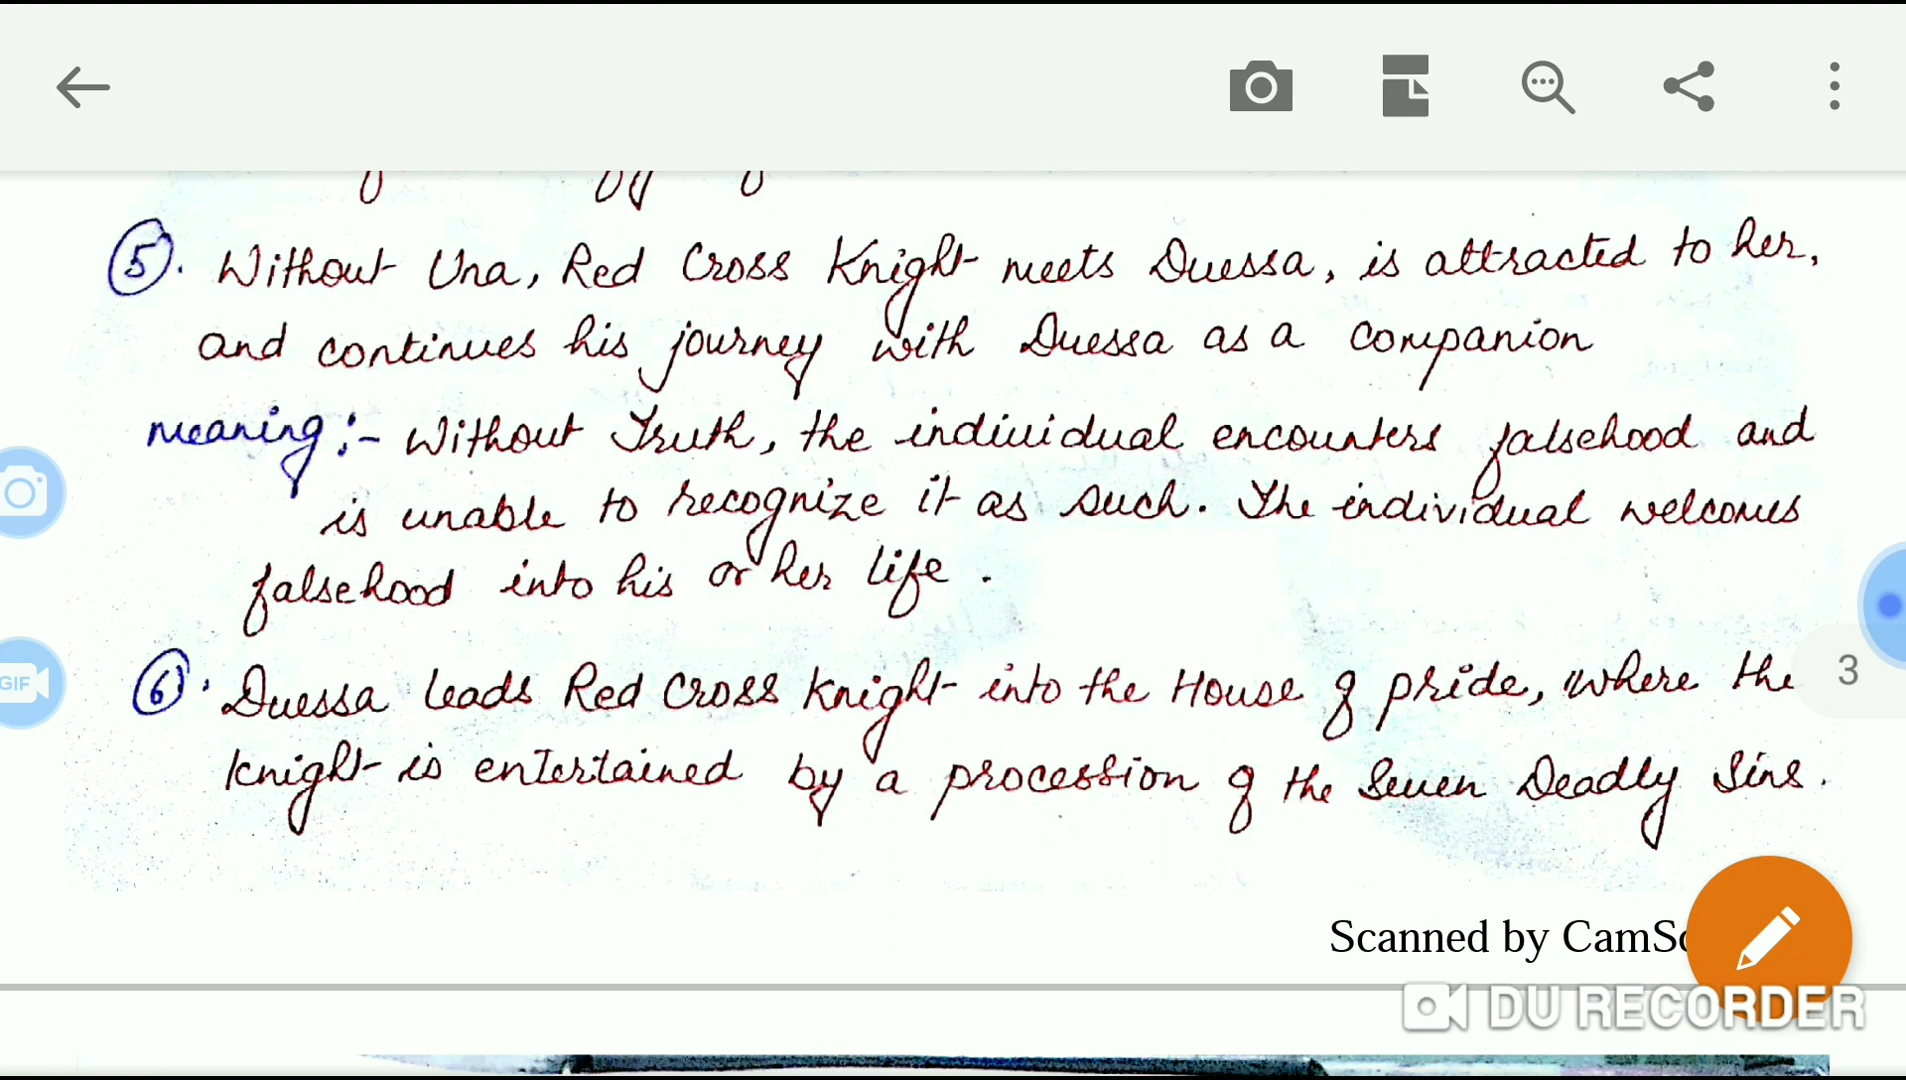 5. Without Una, Red Cross Knight meets Duessa, is attracted to her,
and continues his journey with Duessa as a companion
meaning:- Without Truth, the individual encounters falsehood and
is unable to recognize it as such. The individual welcomes
falsehood into his or her life.
6. Duessa leads Red Cross Knight into the House of pride, where the
3
knight is entertained by a procession of the Seven Deadly Sins.
GIF
Scanned by CamSc
DU RECORDER